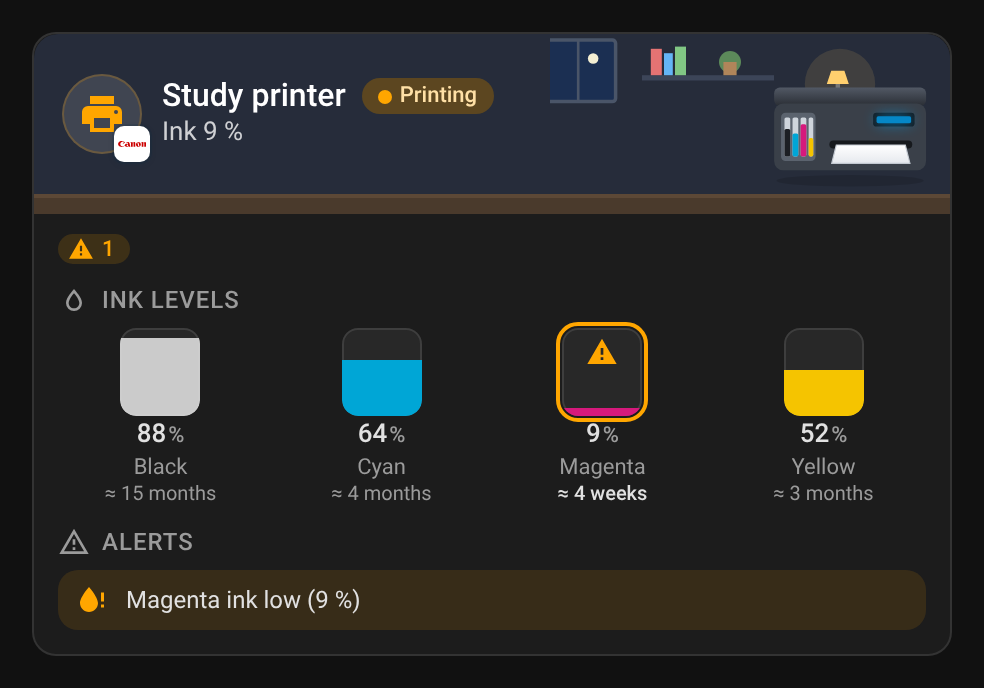 Study printer
Printing
Canon
Ink 9 %
1
INK LEVELS
88% 64% 9% 52%
Black Cyan Magenta Yellow
≈ 15 months ≈ 4 months ≈ 4 weeks ≈ 3 months
ALERTS
Magenta ink low (9 %)